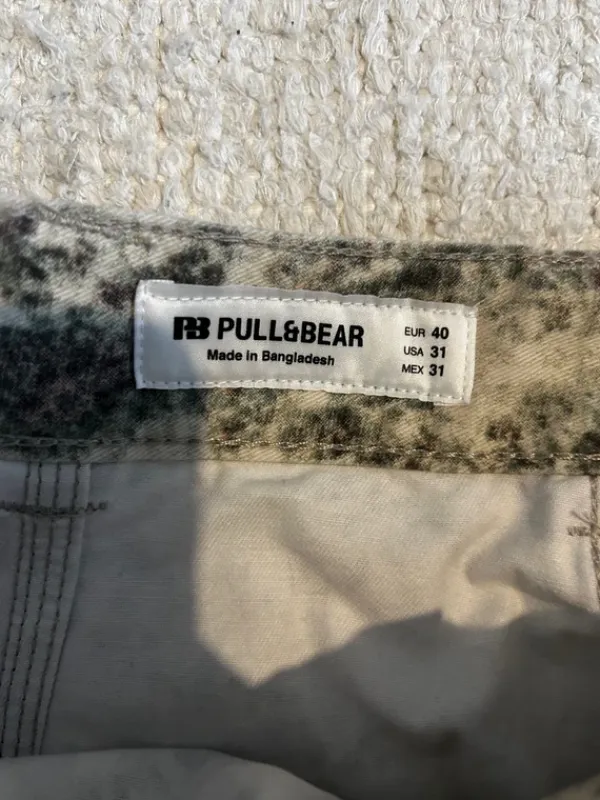 PB PULL&BEAR
Made in Bangladesh
EUR 40
USA 31
MEX 31